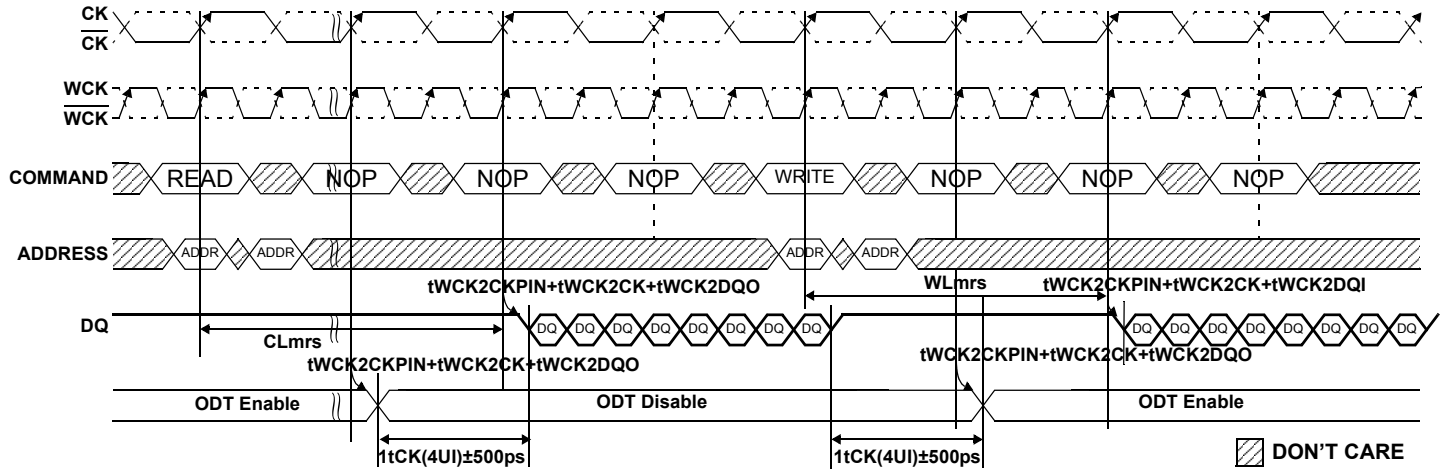 CK
CK
WCK
WCK
COMMAND READ NOP NOP NOP WRITE NOP NOP NOP
ADDRESS ADDR ADDR ADDR ADDR
tWCK2CKPIN+tWCK2CK+tWCK2DQO WLmrs tWCK2CKPIN+tWCK2CK+tWCK2DQI
DQ DQ DQ DQ DQ DQ DQ DQ DQ DQ DQ DQ DQ DQ DQ DQ DQ
CLmrs
tWCK2CKPIN+tWCK2CK+tWCK2DQO tWCK2CKPIN+tWCK2CK+tWCK2DQO
ODT Enable ODT Disable ODT Enable
1tCK(4UI)±500ps 1tCK(4UI)±500ps DON'T CARE